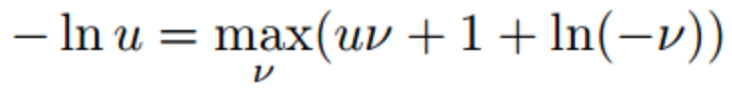 − ln u = max(uν + 1 + ln(−ν))
ν